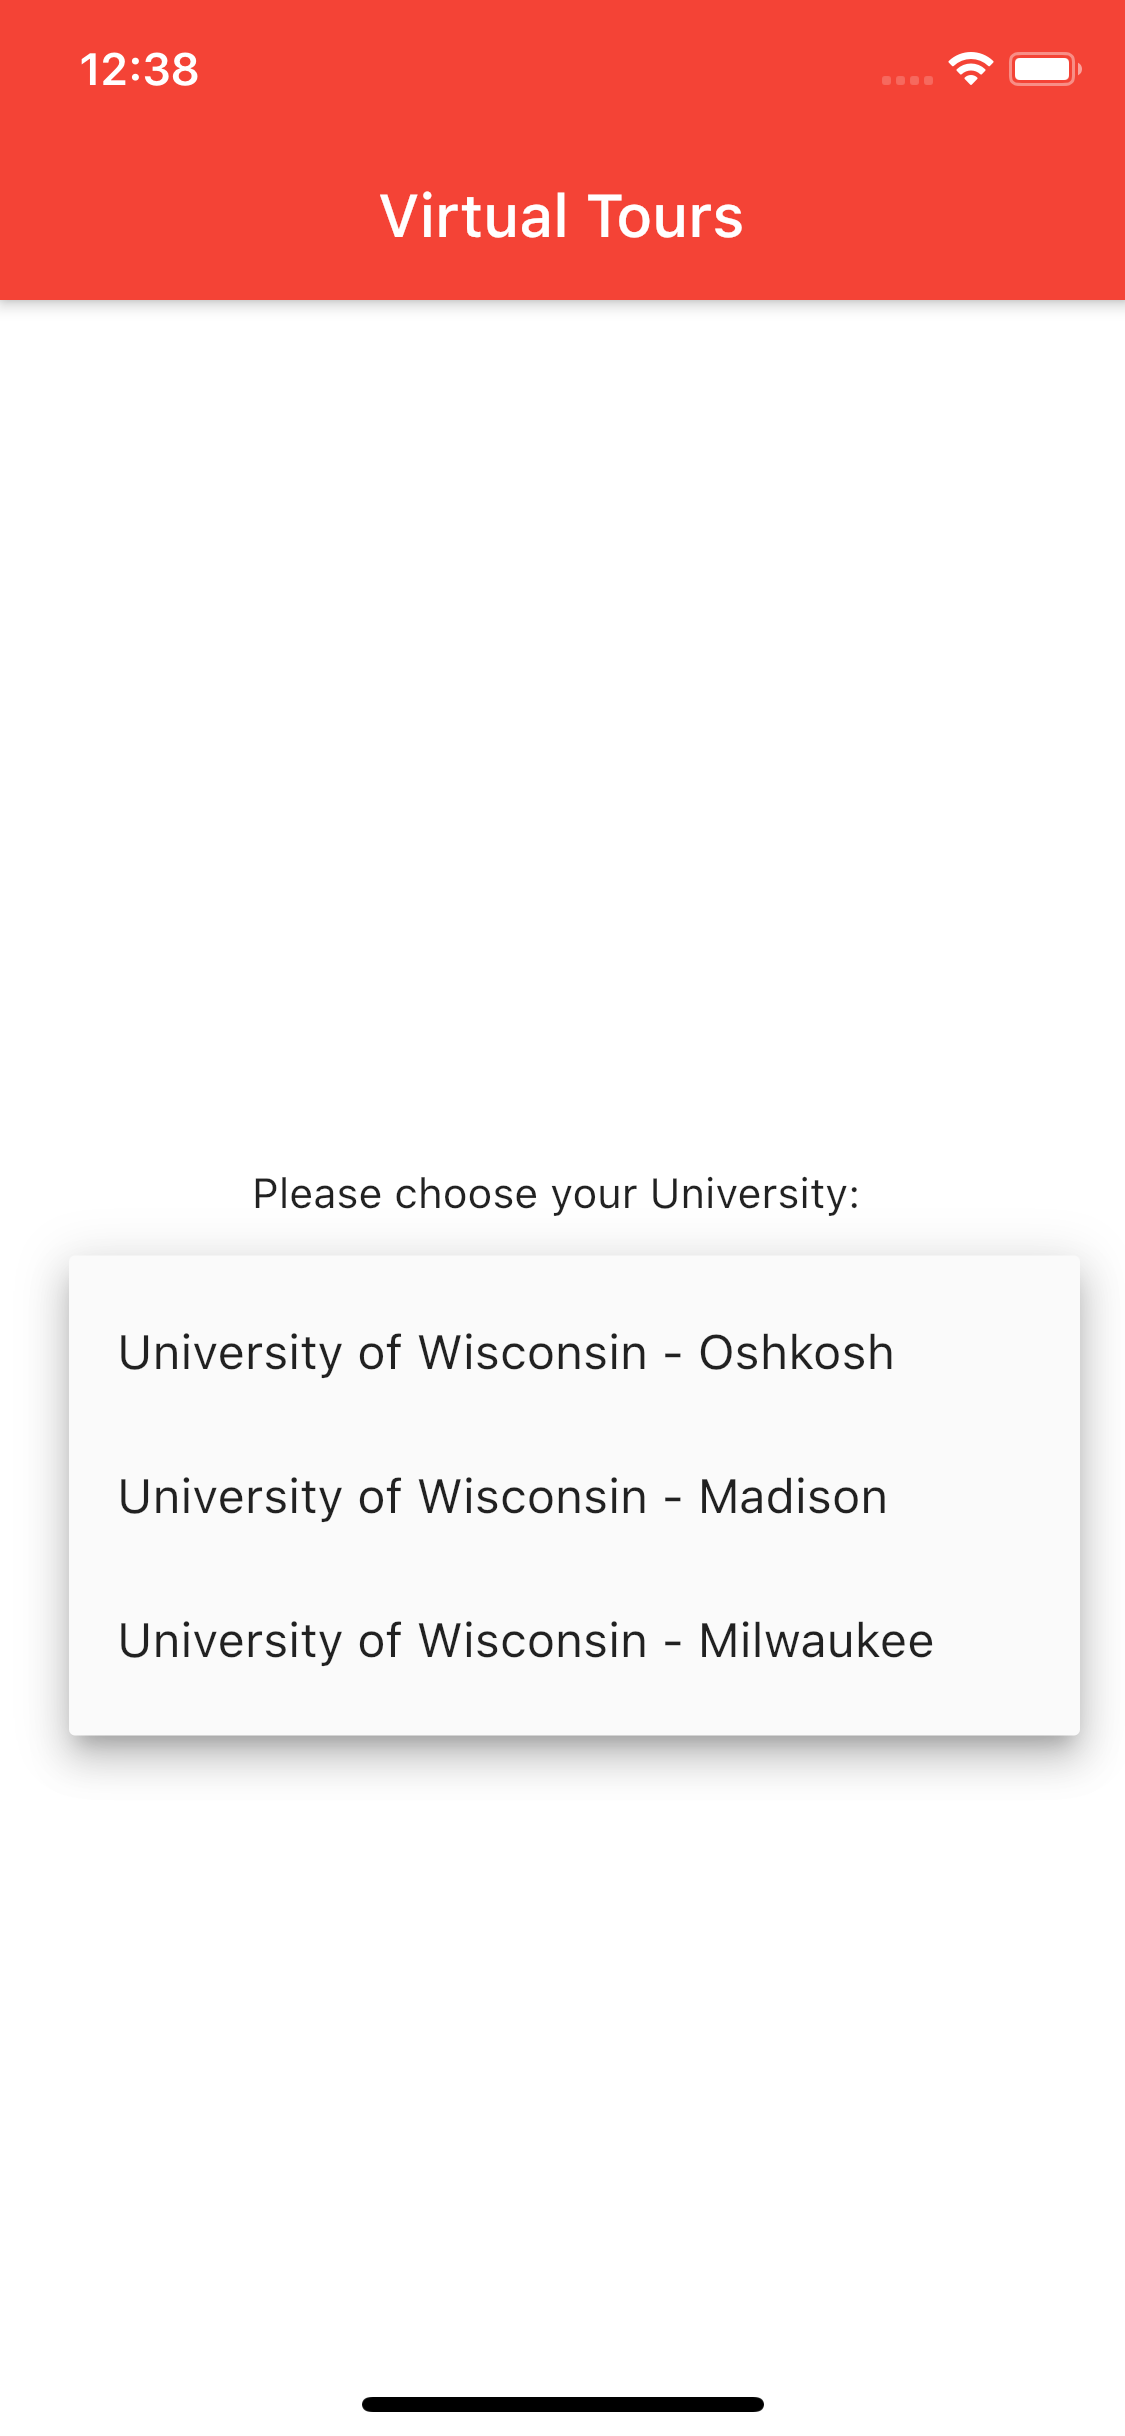 12:38
Virtual Tours
Please choose your University:
University of Wisconsin - Oshkosh
University of Wisconsin - Madison
University of Wisconsin - Milwaukee